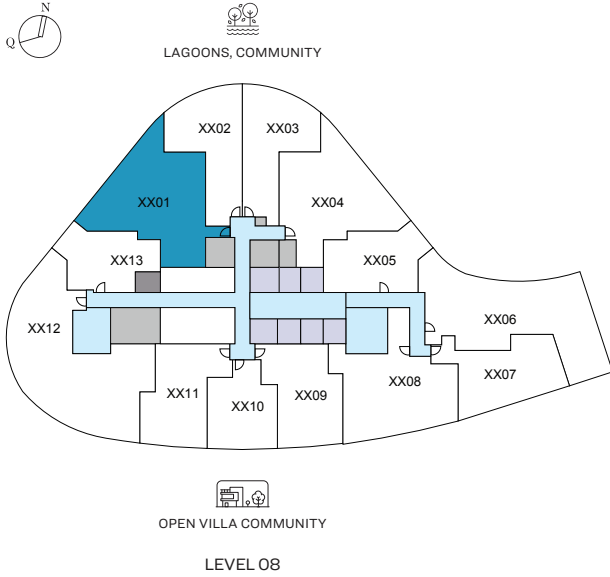 N
Q
LAGOONS, COMMUNITY
XX02
XX03
XX01
XX04
XX13
XX05
XX12
XX06
XX11
XX10
XX09
XX08
XX07
OPEN VILLA COMMUNITY
LEVEL 08